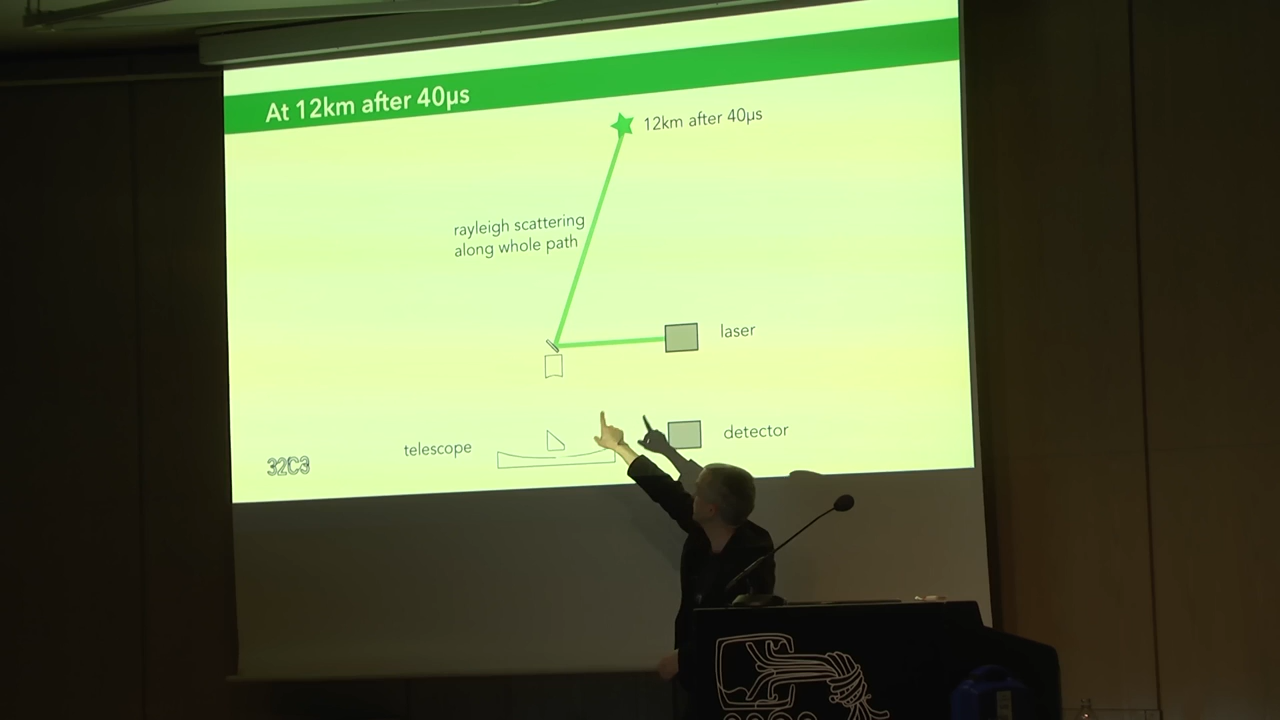 At 12km after 40µs
12km after 40µs
rayleigh scattering
along whole path
laser
detector
telescope
32C3